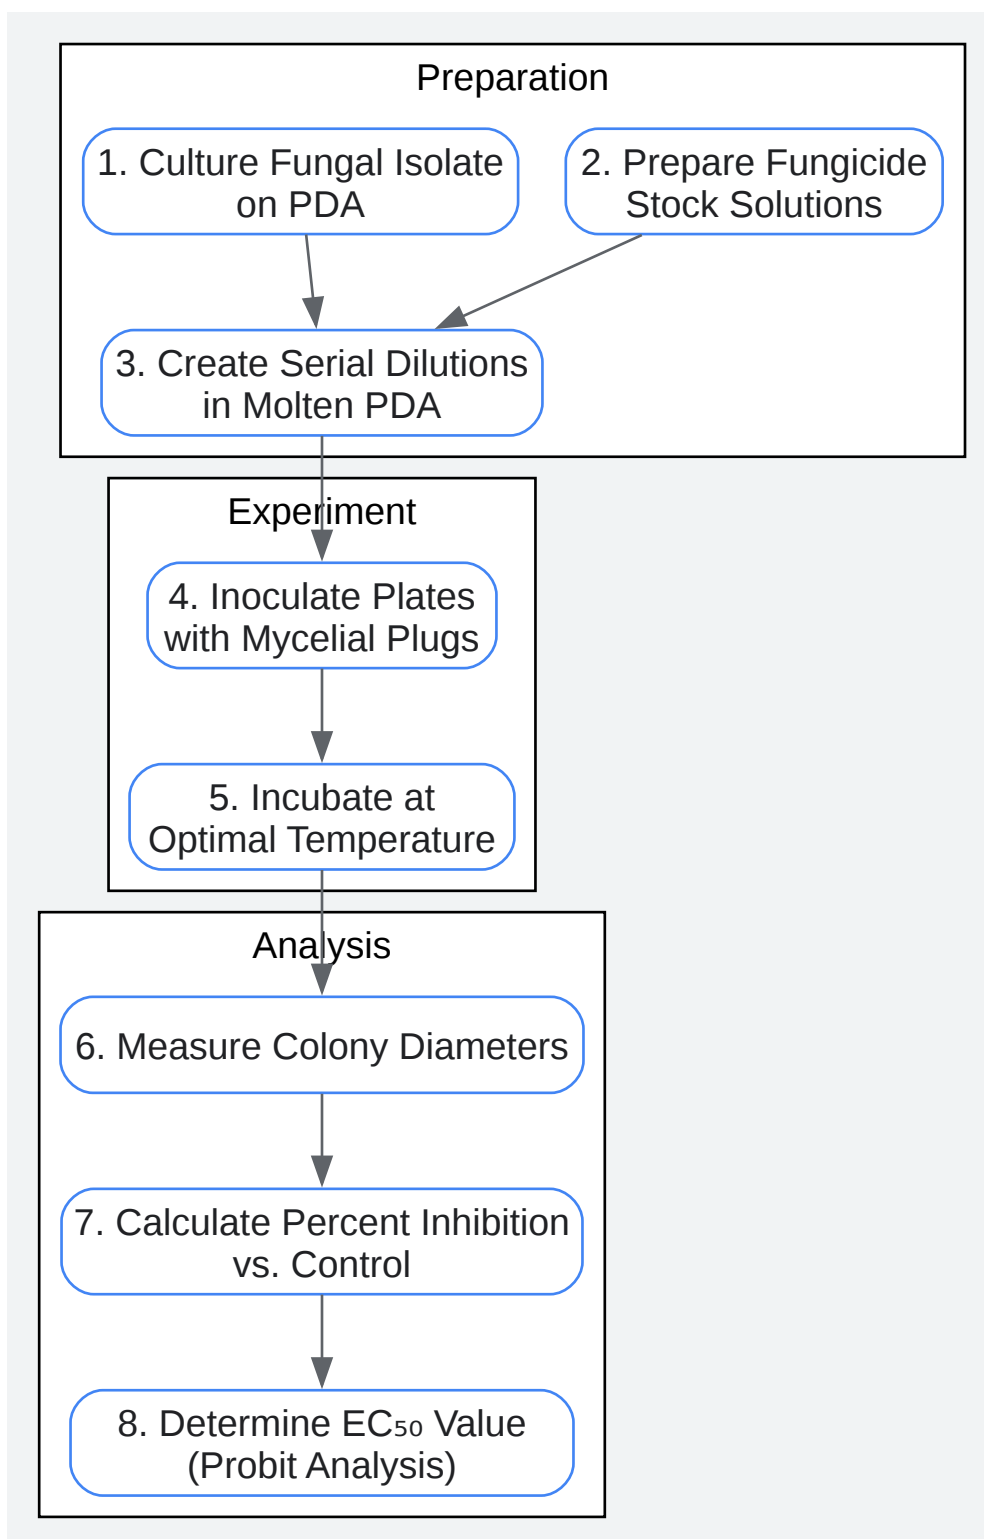 Preparation
1. Culture Fungal Isolate
on PDA
2. Prepare Fungicide
Stock Solutions
3. Create Serial Dilutions
in Molten PDA
Experiment
4. Inoculate Plates
with Mycelial Plugs
5. Incubate at
Optimal Temperature
Analysis
6. Measure Colony Diameters
7. Calculate Percent Inhibition
vs. Control
8. Determine EC₅₀ Value
(Probit Analysis)